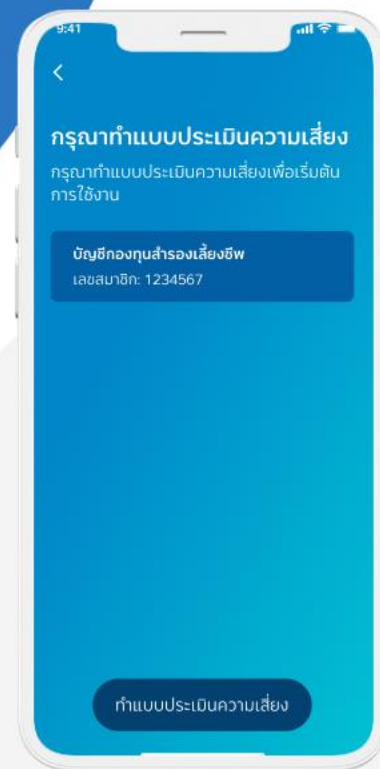 9:41
กรุณาทำแบบประเมินความเสี่ยง
กรุณาทำแบบประเมินความเสี่ยงเพื่อเริ่มต้น
การใช้งาน
บัญชีกองทุนสำรองเลี้ยงชีพ
เลขสมาชิก: 1234567
ทำแบบประเมินความเสี่ยง